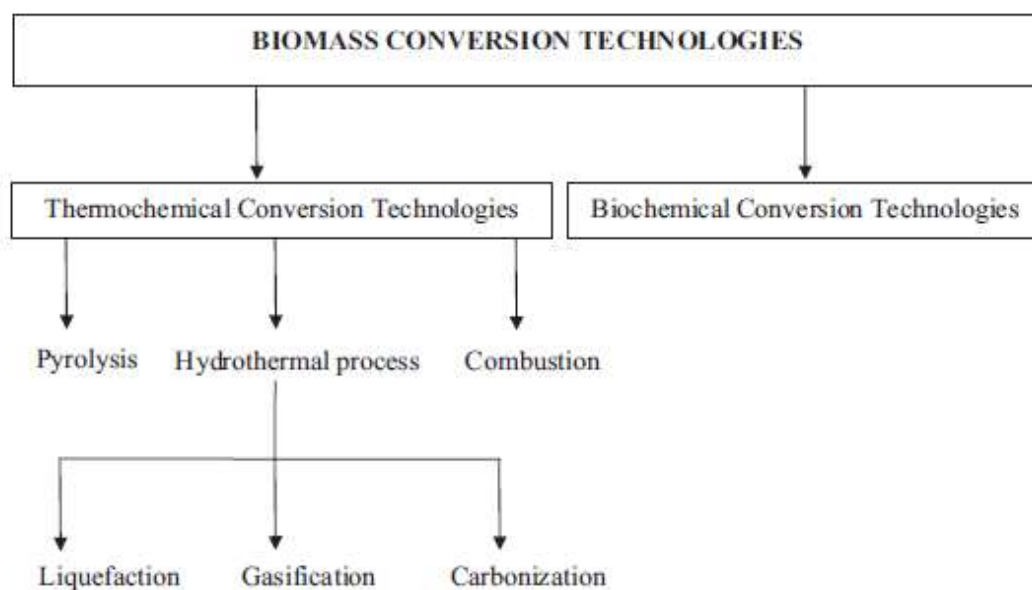 BIOMASS CONVERSION TECHNOLOGIES
Thermochemical Conversion Technologies
Biochemical Conversion Technologies
Pyrolysis
Hydrothermal process
Combustion
Liquefaction
Gasification
Carbonization